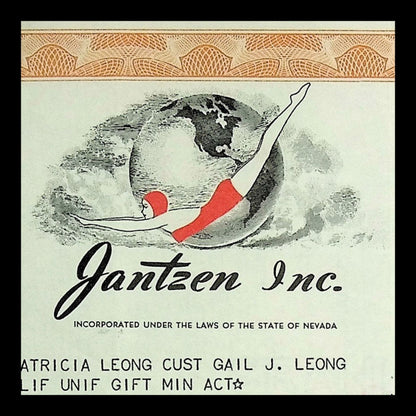 Jantzen Inc.
INCORPORATED UNDER THE LAWS OF THE STATE OF NEVADA
ATRICIA LEONG CUST GAIL J. LEONG
LIF UNIF GIFT MIN ACT☆